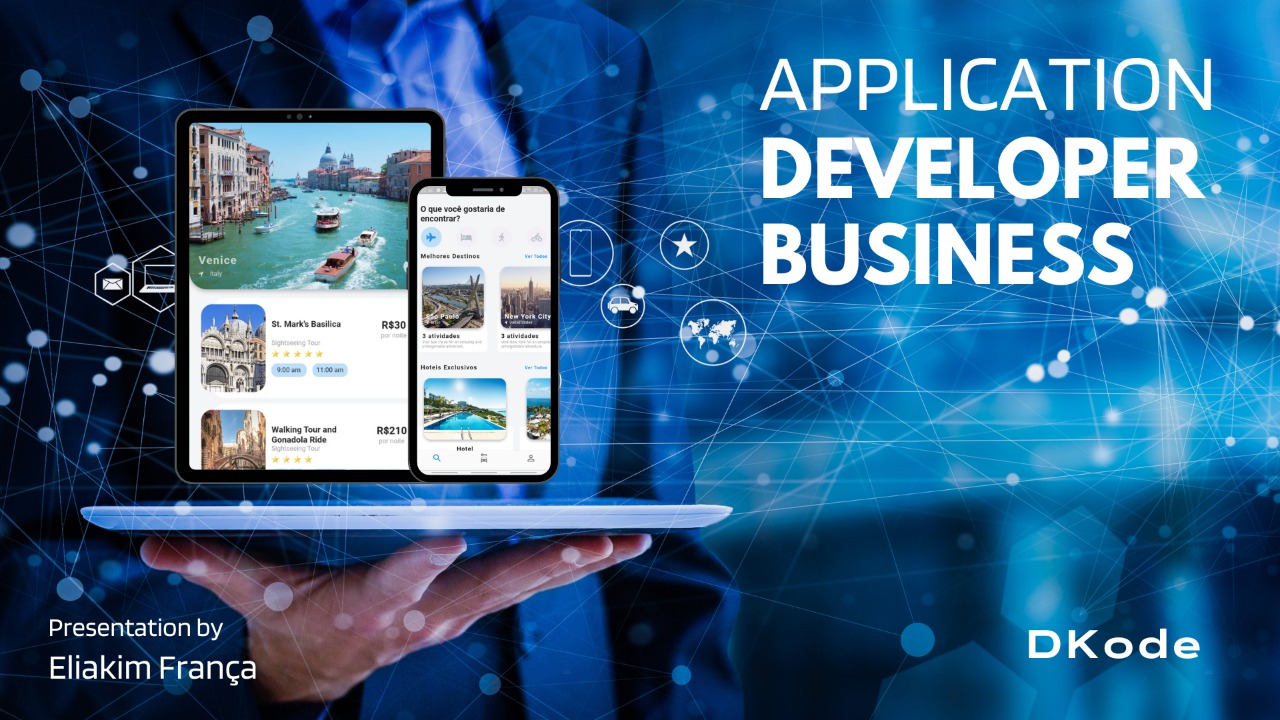 APPLICATION
DEVELOPER
BUSINESS
Venice
Italy
St. Mark's Basilica
R$30
por noite
Sightseeing Tour
9:00 am
11:00 am
Walking Tour and
Gonadola Ride
R$210
por noite
Sightseeing Tour
O que você gostaria de
encontrar?
Melhores Destinos
Ver Todos
São Paulo
New York City
3 atividades
3 atividades
Hoteis Exclusivos
Ver Todos
Hotel
Presentation by
Eliakim França
DKode